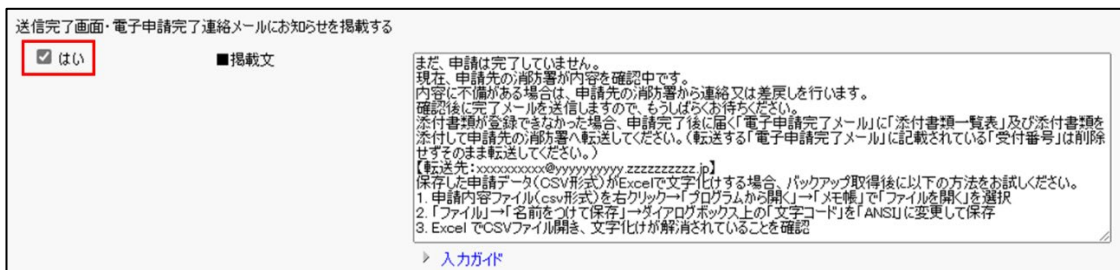 送信完了画面・電子申請完了連絡メールにお知らせを掲載する
はい
■掲載文
まだ、申請は完了していません。
現在、申請先の消防署が内容を確認中です。
内容に不備がある場合は、申請先の消防署から連絡又は差戻しを行います。
確認後に完了メールを送信しますので、もうしばらくお待ちください。
添付書類が登録できなかった場合、申請完了後に届く「電子申請完了メール」に「添付書類一覧表」及び添付書類を
添付して申請先の消防署へ転送してください。(転送する「電子申請完了メール」に記載されている「受付番号」は削除
せずそのまま転送してください。)
【転送先:xxxxxxxxxx@yyyyyyyyyy.zzzzzzzzzz.jp】
保存した申請データ(CSV形式)がExcelで文字化けする場合、バックアップ取得後に以下の方法をお試しください。
1. 申請内容ファイル(csv形式)を右クリック→「プログラムから開く」→「メモ帳」で「ファイルを開く」を選択
2. 「ファイル」→「名前をつけて保存」→ダイアログボックス上の「文字コード」を「ANSI」に変更して保存
3. Excel でCSVファイル開き、文字化けが解消されていることを確認
入力ガイド